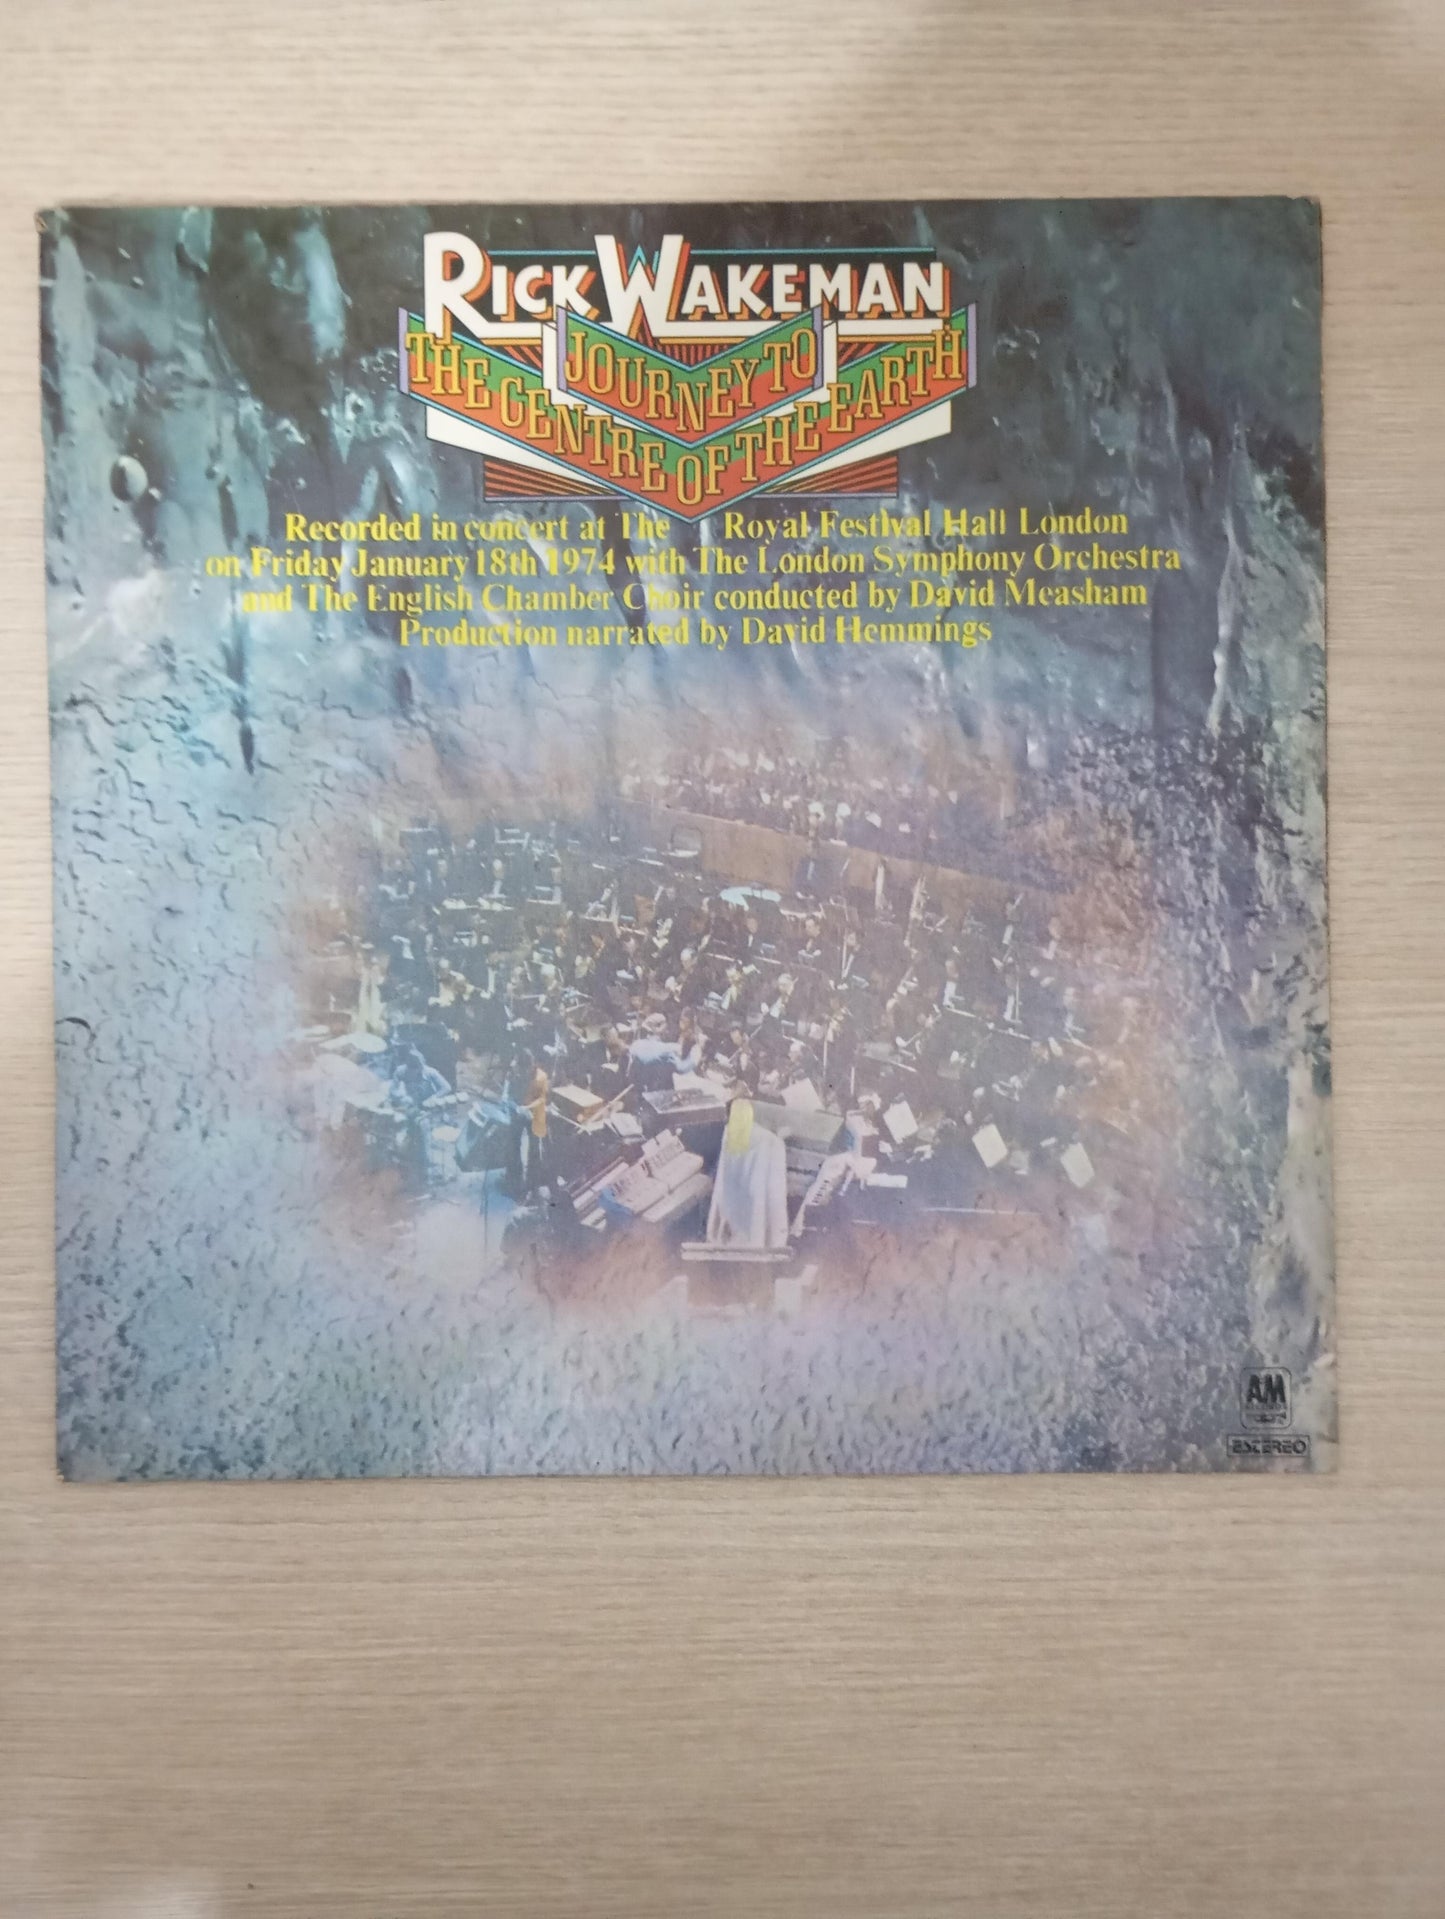 RICK WAKEMAN
JOURNEY TO
THE CENTRE OF THE EARTH
Recorded in concert at The Royal Festival Hall London
on Friday January 18th 1974 with The London Symphony Orchestra
and The English Chamber Choir conducted by David Measham
Production narrated by David Hemmings
A&M
RECORDS
ESTEREO